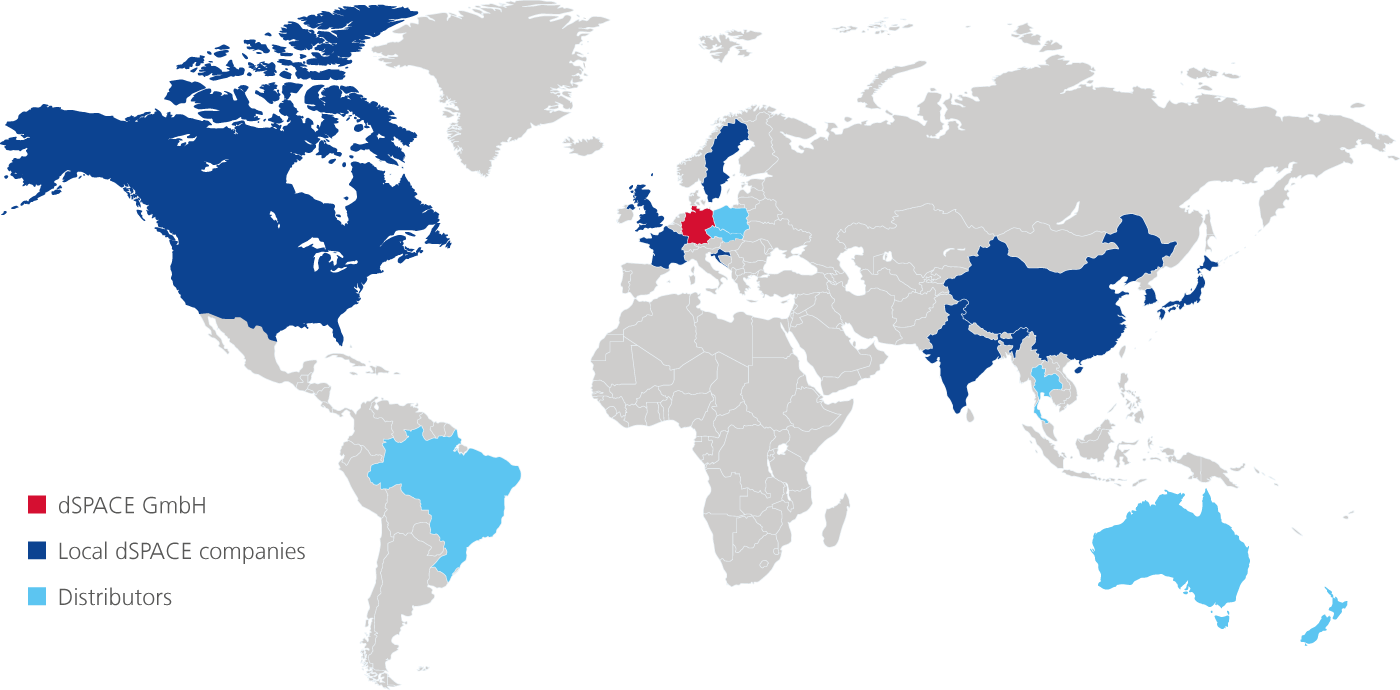 dSPACE GmbH
Local dSPACE companies
Distributors